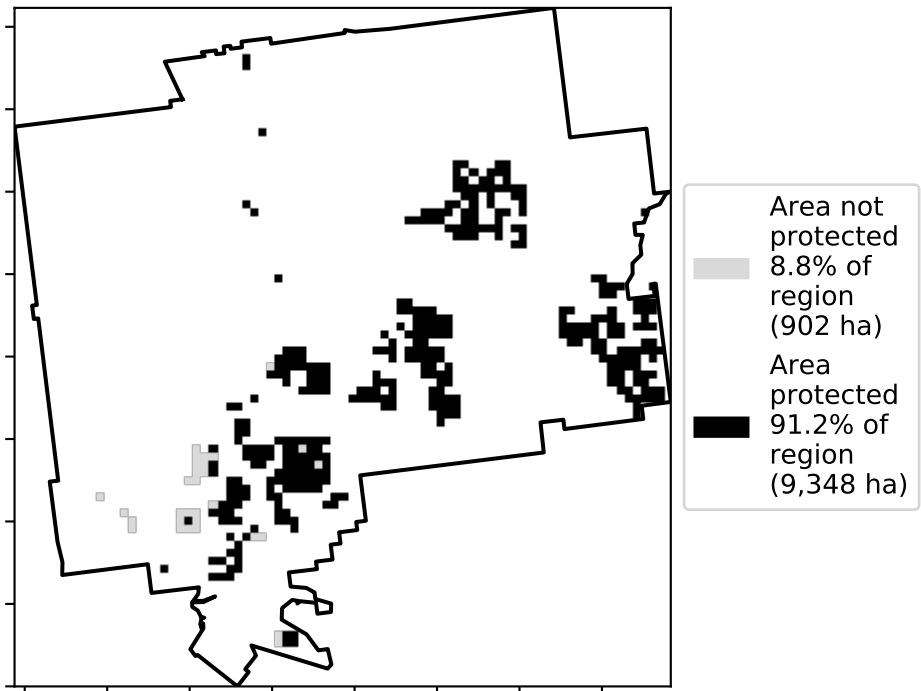 Area not
protected
8.8% of
region
(902 ha)
Area
protected
91.2% of
region
(9,348 ha)